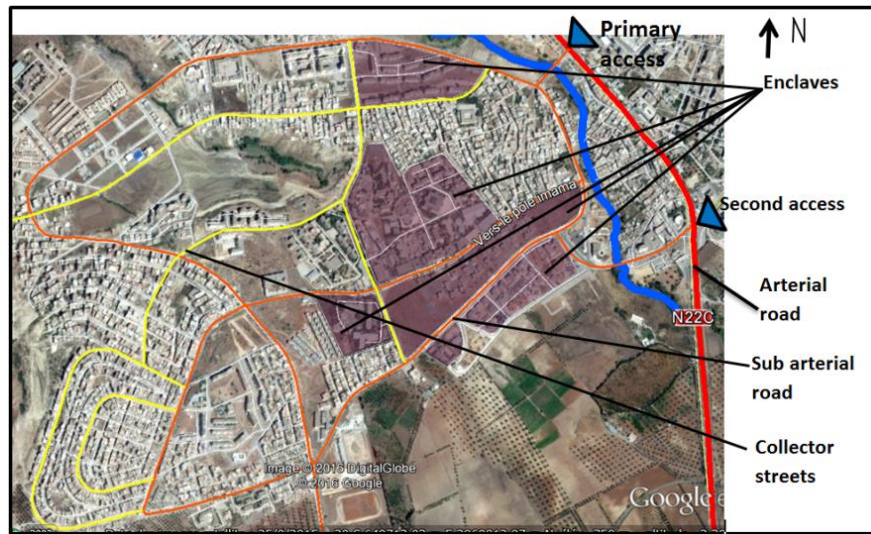 Primary
access
N
Enclaves
Vers le pôle imama
Second access
Arterial
road
N22C
Sub arterial
road
Collector
streets
Image © 2016 DigitalGlobe
© 2016 Google
Google